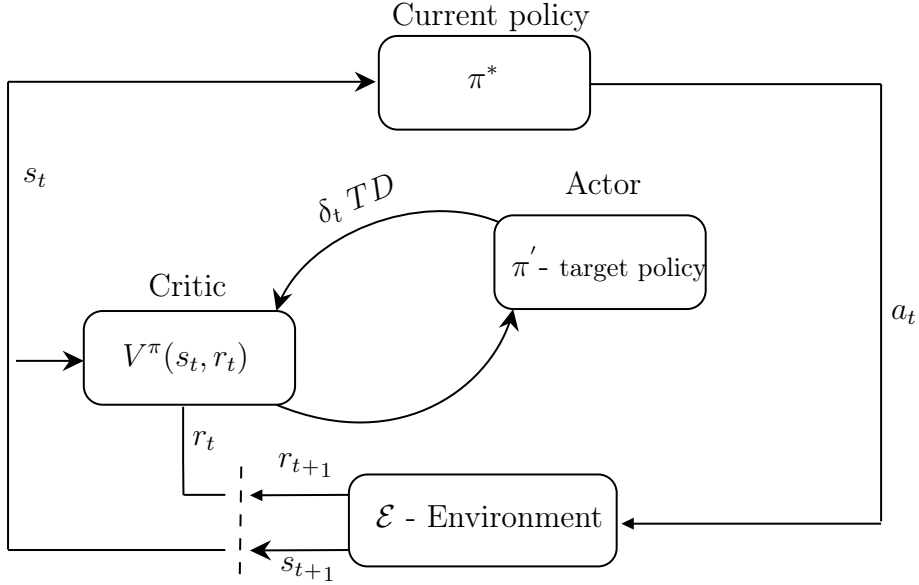 Current policy
π*
s_t
δ_t TD
Actor
π′- target policy
Critic
V^π(s_t, r_t)
a_t
r_t
r_{t+1}
ℰ - Environment
s_{t+1}